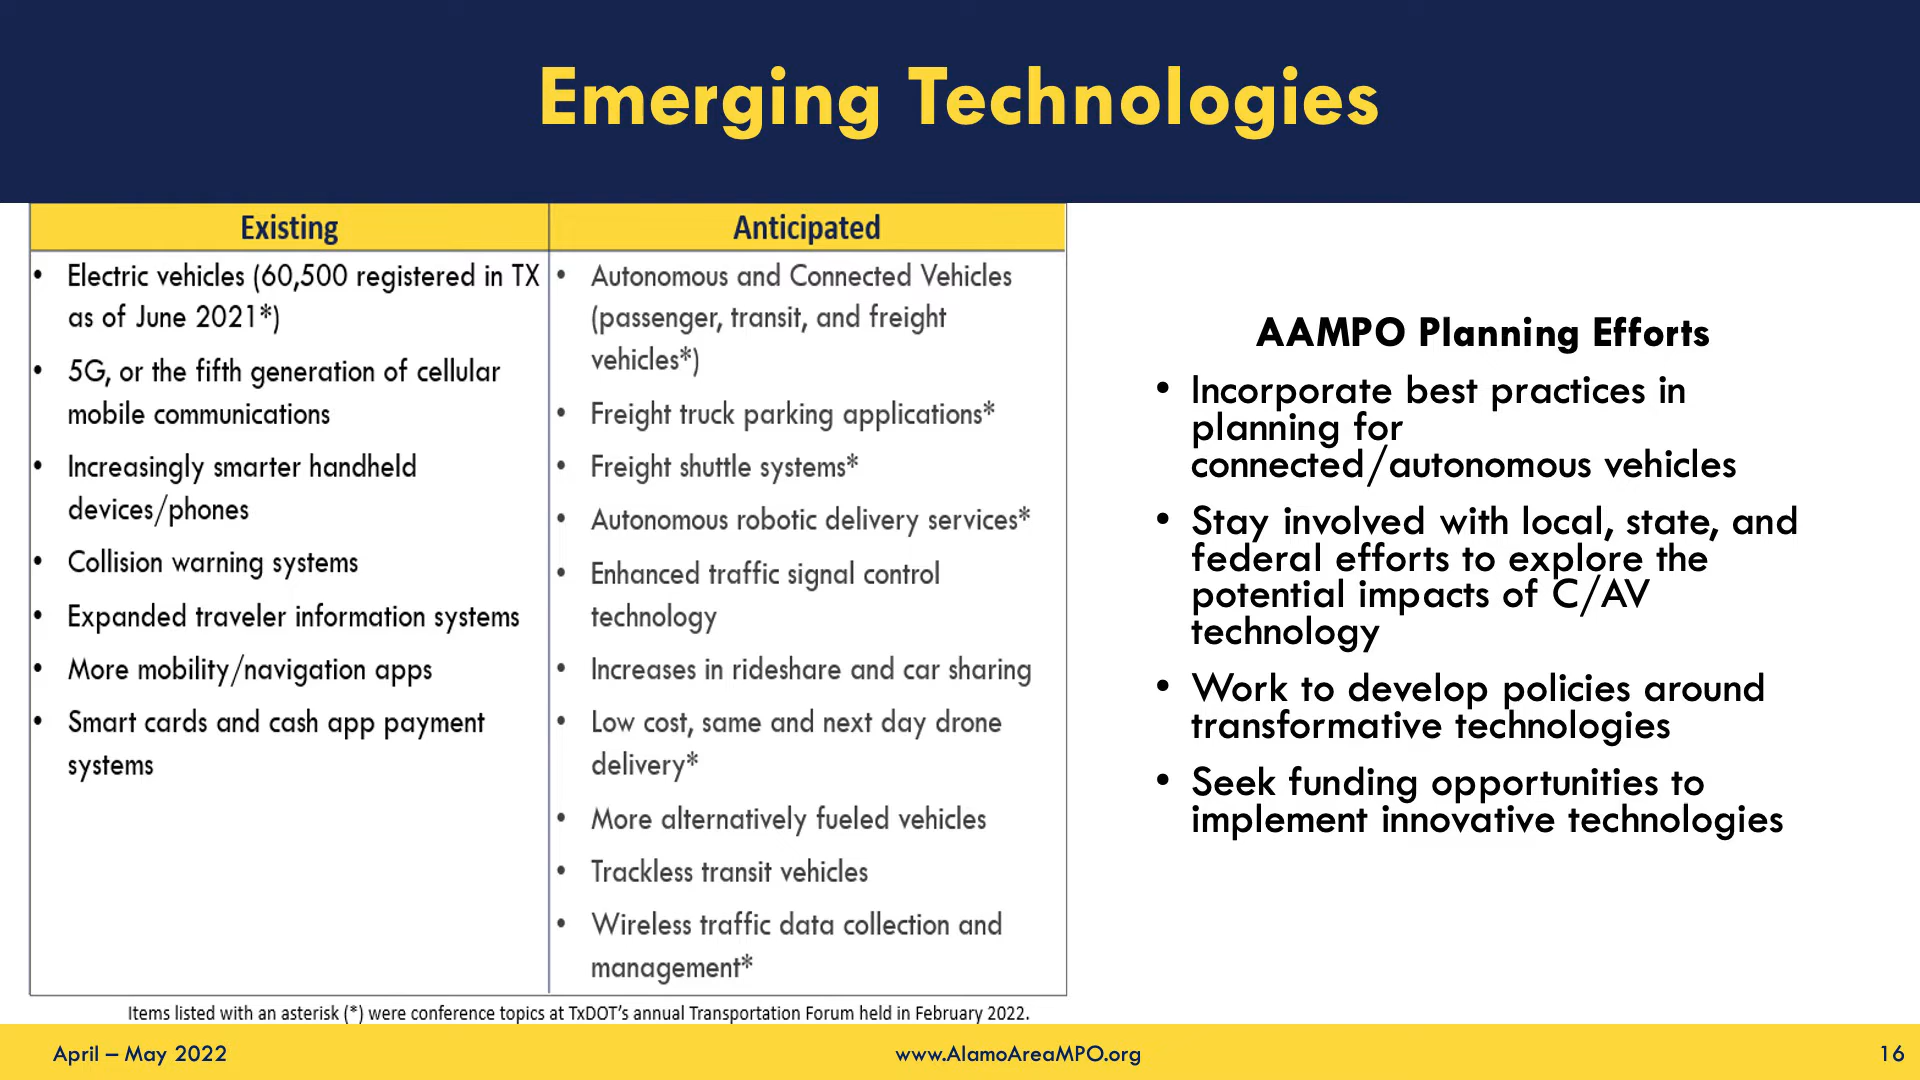 Emerging Technologies
Existing
• Electric vehicles (60,500 registered in TX
as of June 2021*)
• 5G, or the fifth generation of cellular
mobile communications
• Increasingly smarter handheld
devices/phones
• Collision warning systems
• Expanded traveler information systems
• More mobility/navigation apps
• Smart cards and cash app payment
systems
Anticipated
• Autonomous and Connected Vehicles
(passenger, transit, and freight
vehicles*)
• Freight truck parking applications*
• Freight shuttle systems*
• Autonomous robotic delivery services*
• Enhanced traffic signal control
technology
• Increases in rideshare and car sharing
• Low cost, same and next day drone
delivery*
• More alternatively fueled vehicles
• Trackless transit vehicles
• Wireless traffic data collection and
management*
Items listed with an asterisk (*) were conference topics at TxDOT's annual Transportation Forum held in February 2022.
AAMPO Planning Efforts
• Incorporate best practices in
planning for
connected/autonomous vehicles
• Stay involved with local, state, and
federal efforts to explore the
potential impacts of C/AV
technology
• Work to develop policies around
transformative technologies
• Seek funding opportunities to
implement innovative technologies
April – May 2022
www.AlamoAreaMPO.org
16